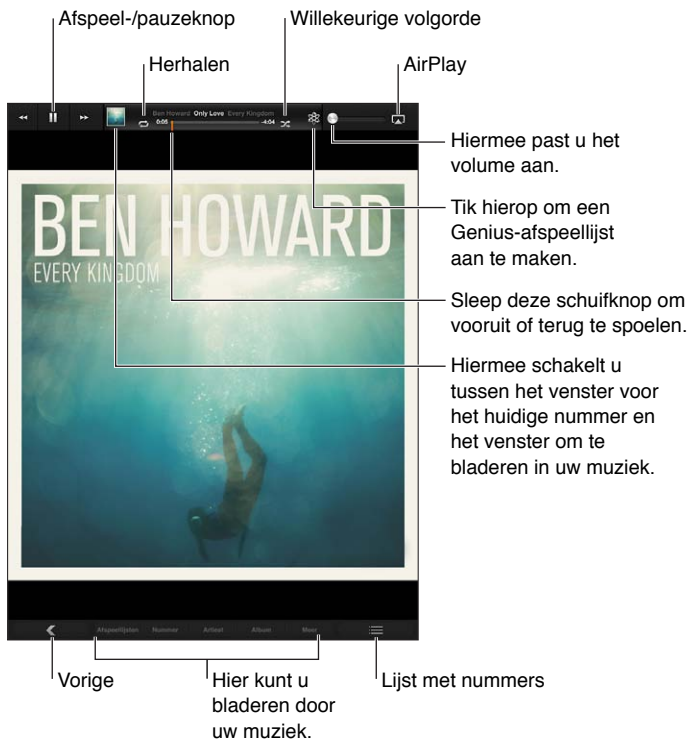 Afspeel-/pauzeknop
Willekeurige volgorde
Herhalen
AirPlay
Ben Howard Only Love Every Kingdom
0:05
-4:04
Hiermee past u het
volume aan.
Tik hierop om een
Genius-afspeellijst
aan te maken.
Sleep deze schuifknop om
vooruit of terug te spoelen.
Hiermee schakelt u
tussen het venster voor
het huidige nummer en
het venster om te
bladeren in uw muziek.
BEN HOWARD
EVERY KINGDOM
Afspeellijsten Nummer Artiest Album Meer
Vorige
Hier kunt u
bladeren door
uw muziek.
Lijst met nummers